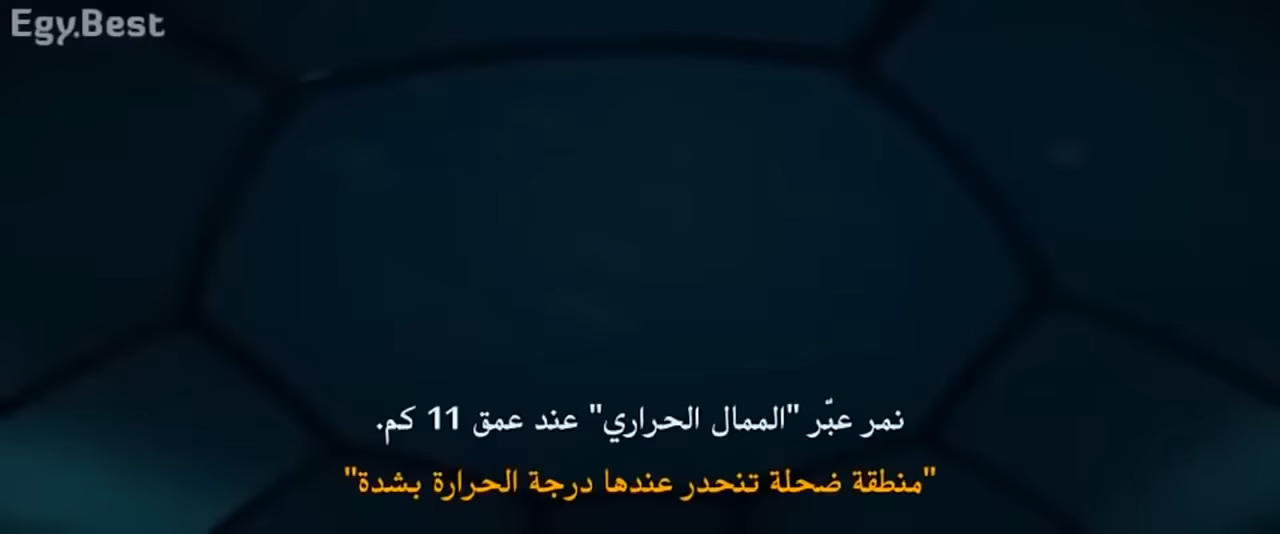 Egy.Best
نمر عبّر "الممال الحراري" عند عمق 11 كم.
"منطقة ضحلة تنحدر عندها درجة الحرارة بشدة"